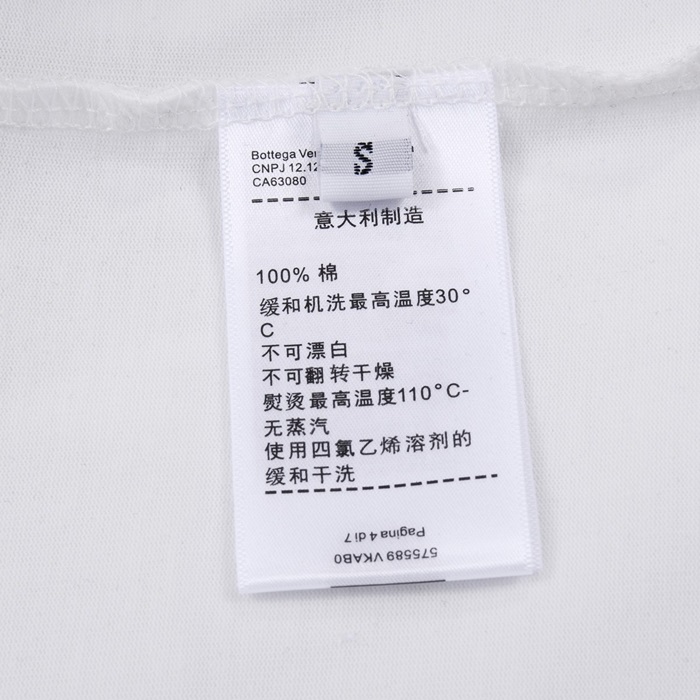 Bottega
CNPJ 12.12
CA63080
S
意大利制造
100% 棉
缓和机洗最高温度30°
C
不可漂白
不可翻转干燥
熨烫最高温度110°C-
无蒸汽
使用四氯乙烯溶剂的
缓和干洗
Pagina 4 di 7
575589 VKAB0